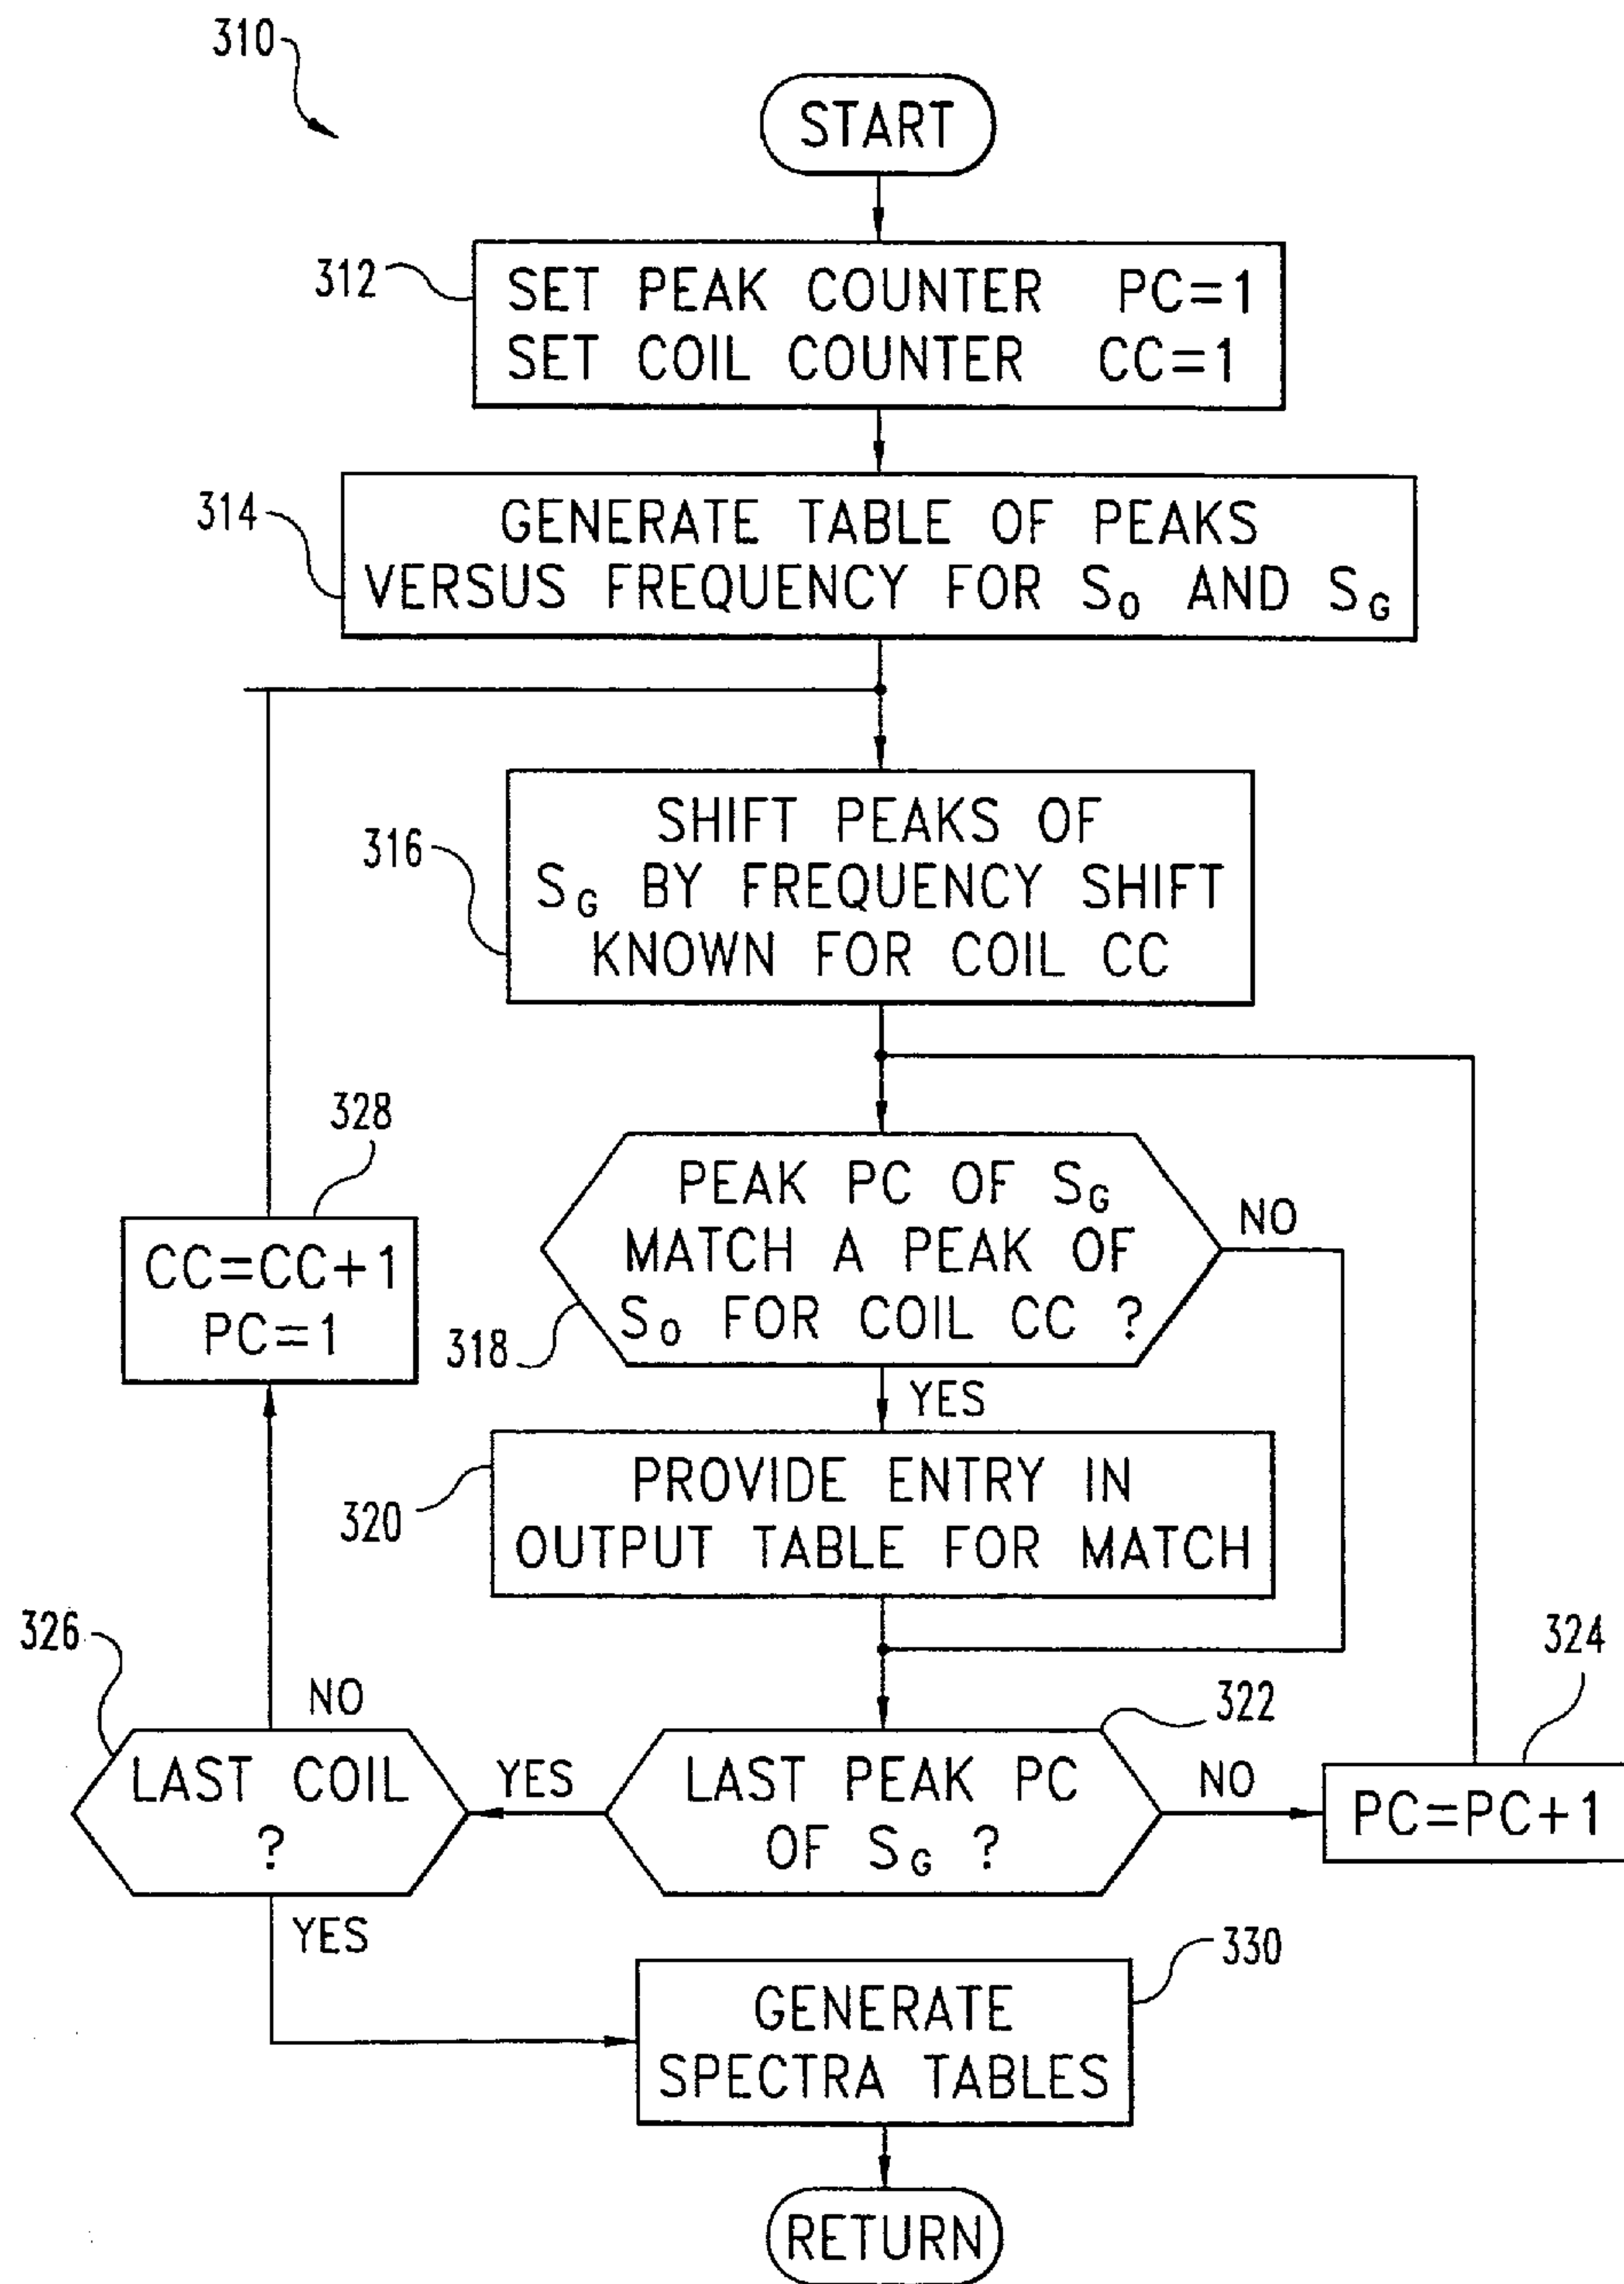 310
START
312
SET PEAK COUNTER PC=1
SET COIL COUNTER CC=1
314
GENERATE TABLE OF PEAKS
VERSUS FREQUENCY FOR S₀ AND S_G
316
SHIFT PEAKS OF
S_G BY FREQUENCY SHIFT
KNOWN FOR COIL CC
328
CC=CC+1
PC=1
318
PEAK PC OF S_G
MATCH A PEAK OF
S₀ FOR COIL CC ?
NO
YES
320
PROVIDE ENTRY IN
OUTPUT TABLE FOR MATCH
326
LAST COIL
?
NO
YES
322
LAST PEAK PC
OF S_G ?
YES
NO
324
PC=PC+1
330
GENERATE
SPECTRA TABLES
RETURN